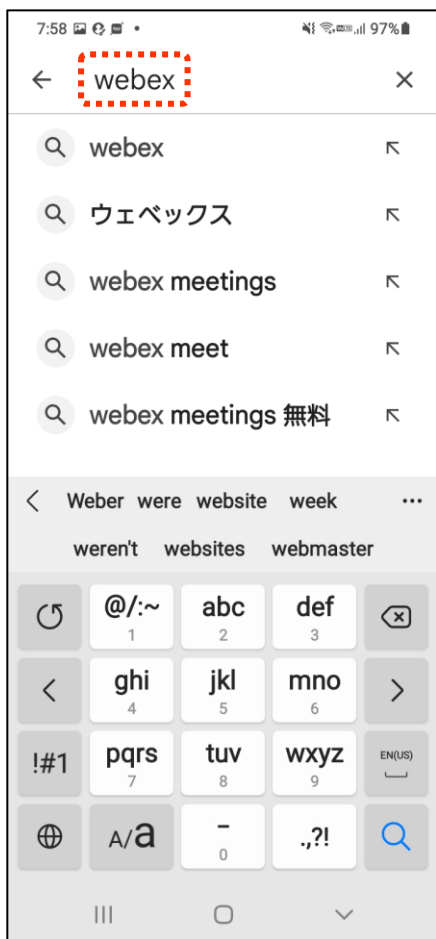 7:58 97%
webex
webex
ウェベックス
webex meetings
webex meet
webex meetings 無料
Weber were website week
weren't websites webmaster
@/:~ abc def
1 2 3
ghi jkl mno
4 5 6
!#1 pqrs tuv wxyz EN(US)
7 8 9
A/a - .,?!
0